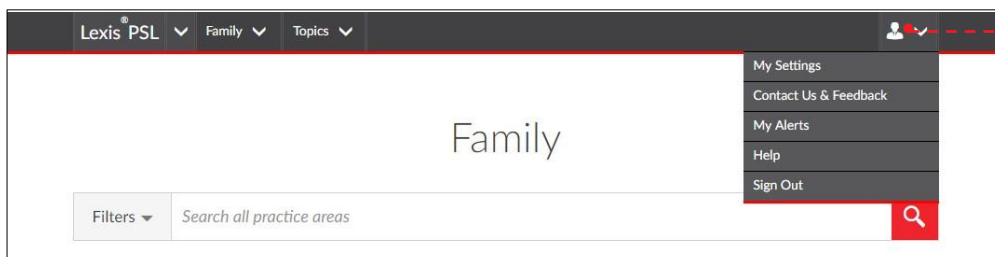 Lexis®PSL Family Topics
My Settings
Contact Us & Feedback
My Alerts
Family
Help
Sign Out
Filters Search all practice areas